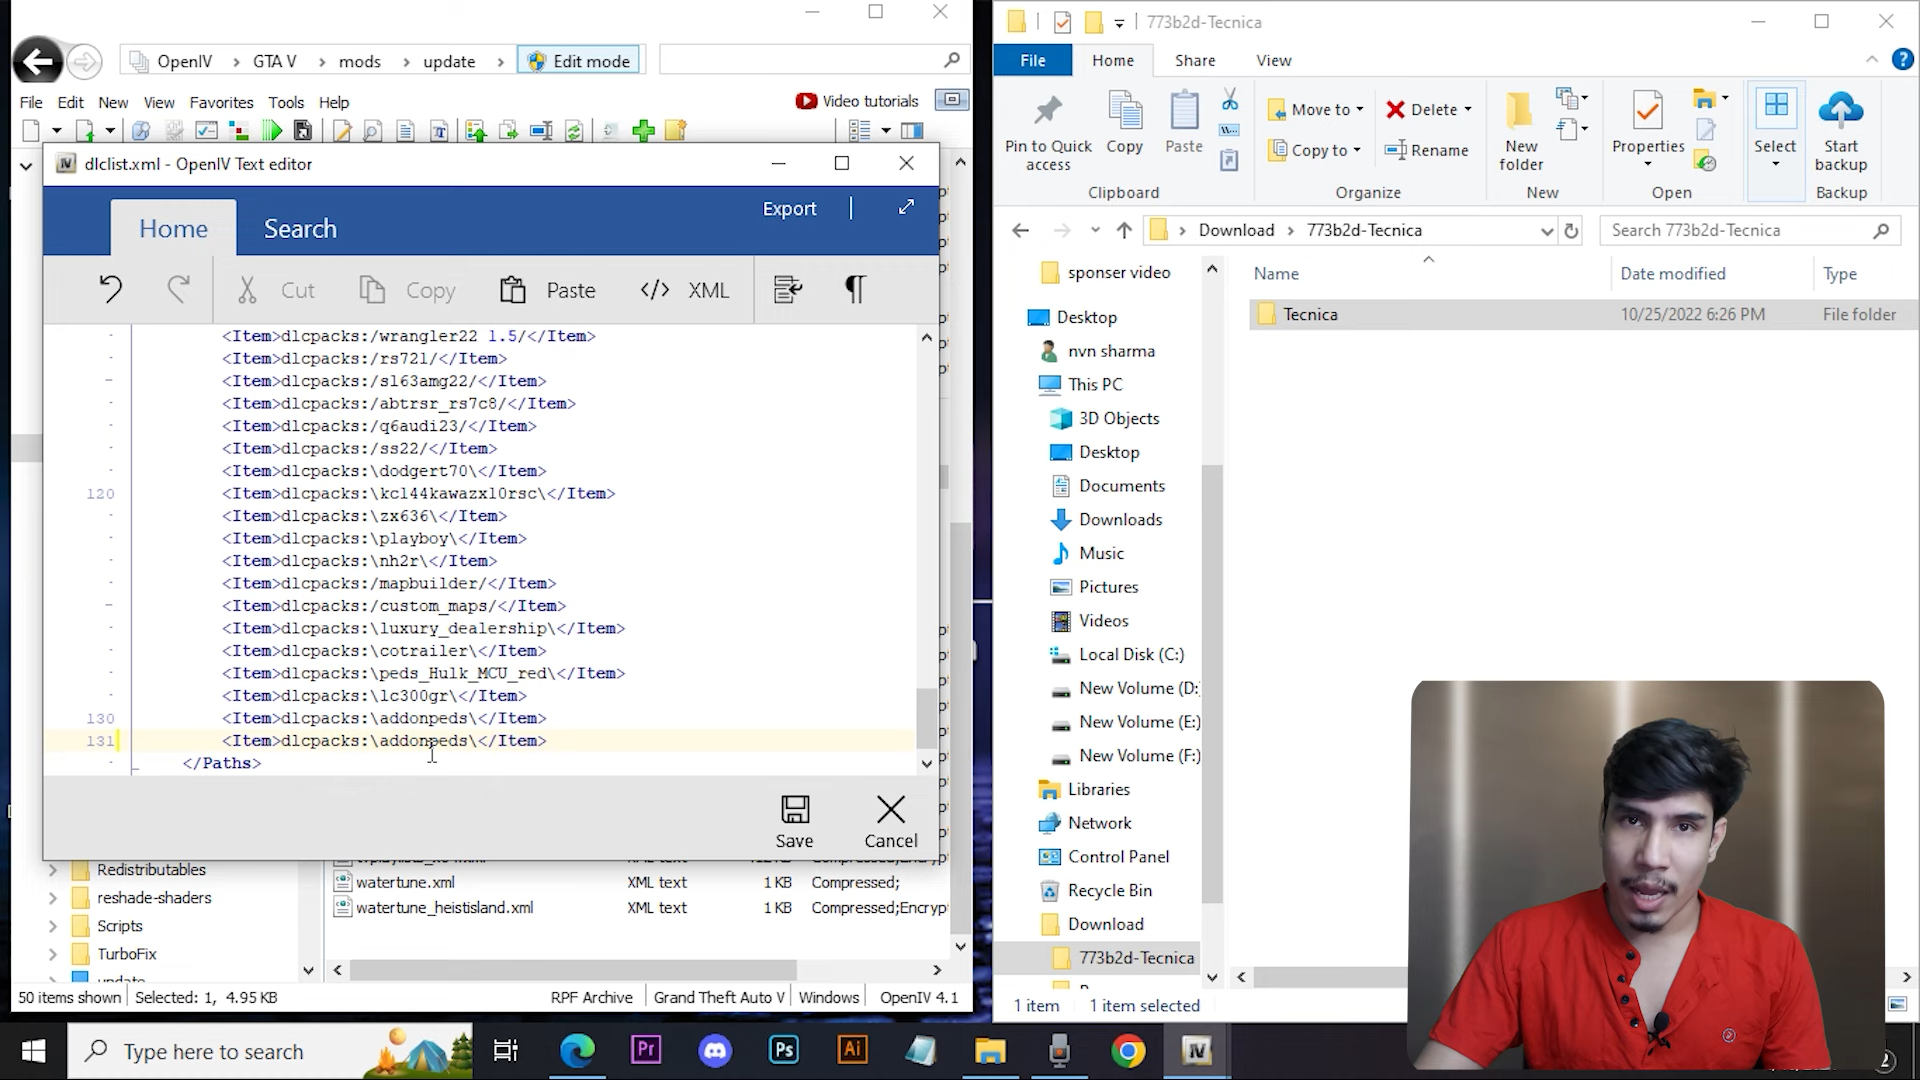 OpenIV › GTA V › mods › update › Edit mode
File Edit New View Favorites Tools Help
Video tutorials
dlclist.xml - OpenIV Text editor
Export |
Home Search
Cut Copy Paste </> XML
<Item>dlcpacks:/wrangler22 1.5/</Item>
<Item>dlcpacks:/rs721/</Item>
<Item>dlcpacks:/sl63amg22/</Item>
<Item>dlcpacks:/abtrsr_rs7c8/</Item>
<Item>dlcpacks:/q6audi23/</Item>
<Item>dlcpacks:/ss22/</Item>
<Item>dlcpacks:\dodgert70\</Item>
120 <Item>dlcpacks:\kcl44kawazxl0rsc\</Item>
<Item>dlcpacks:\zx636\</Item>
<Item>dlcpacks:\playboy\</Item>
<Item>dlcpacks:\nh2r\</Item>
<Item>dlcpacks:/mapbuilder/</Item>
<Item>dlcpacks:/custom_maps/</Item>
<Item>dlcpacks:\luxury_dealership\</Item>
<Item>dlcpacks:\cotrailer\</Item>
<Item>dlcpacks:\peds_Hulk_MCU_red\</Item>
<Item>dlcpacks:\lc300gr\</Item>
130 <Item>dlcpacks:\addonpeds\</Item>
131 <Item>dlcpacks:\addonpeds\</Item>
</Paths>
Save Cancel
Redistributables
reshade-shaders
Scripts
TurboFix
update
watertune.xml XML text 1 KB Compressed;
watertune_heistisland.xml XML text 1 KB Compressed;Encryp
50 items shown Selected: 1, 4.95 KB RPF Archive Grand Theft Auto V Windows OpenIV 4.1
773b2d-Tecnica
File Home Share View
Pin to Quick access
Copy
Paste
Move to
Copy to
Delete
Rename
New folder
Properties
Select
Start backup
Clipboard Organize New Open Backup
Download › 773b2d-Tecnica
Search 773b2d-Tecnica
Name Date modified Type
Tecnica 10/25/2022 6:26 PM File folder
sponser video
Desktop
nvn sharma
This PC
3D Objects
Desktop
Documents
Downloads
Music
Pictures
Videos
Local Disk (C:)
New Volume (D:
New Volume (E:)
New Volume (F:)
Libraries
Network
Control Panel
Recycle Bin
Download
773b2d-Tecnica
1 item 1 item selected
Type here to search
Pr
Ps
Ai
IV
2